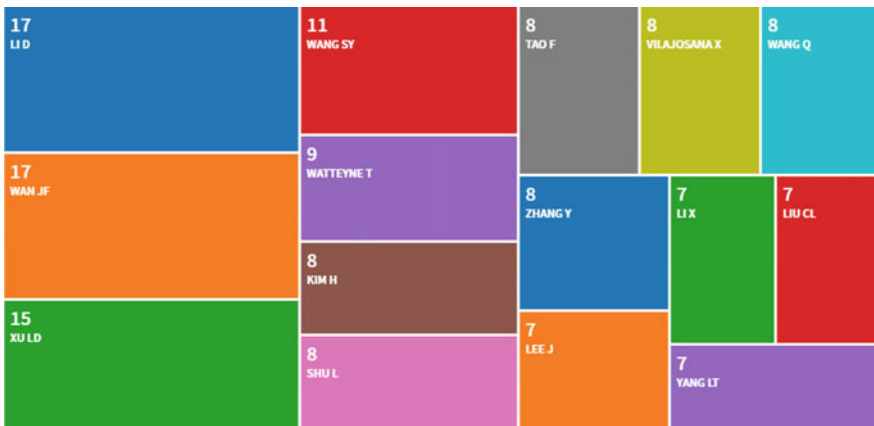 17
LI D
17
WAN JF
15
XU LD
11
WANG SY
9
WATTEYNE T
8
KIM H
8
SHU L
8
TAO F
8
VILAJOSANA X
8
WANG Q
8
ZHANG Y
7
LEE J
7
LI X
7
LIU CL
7
YANG LT